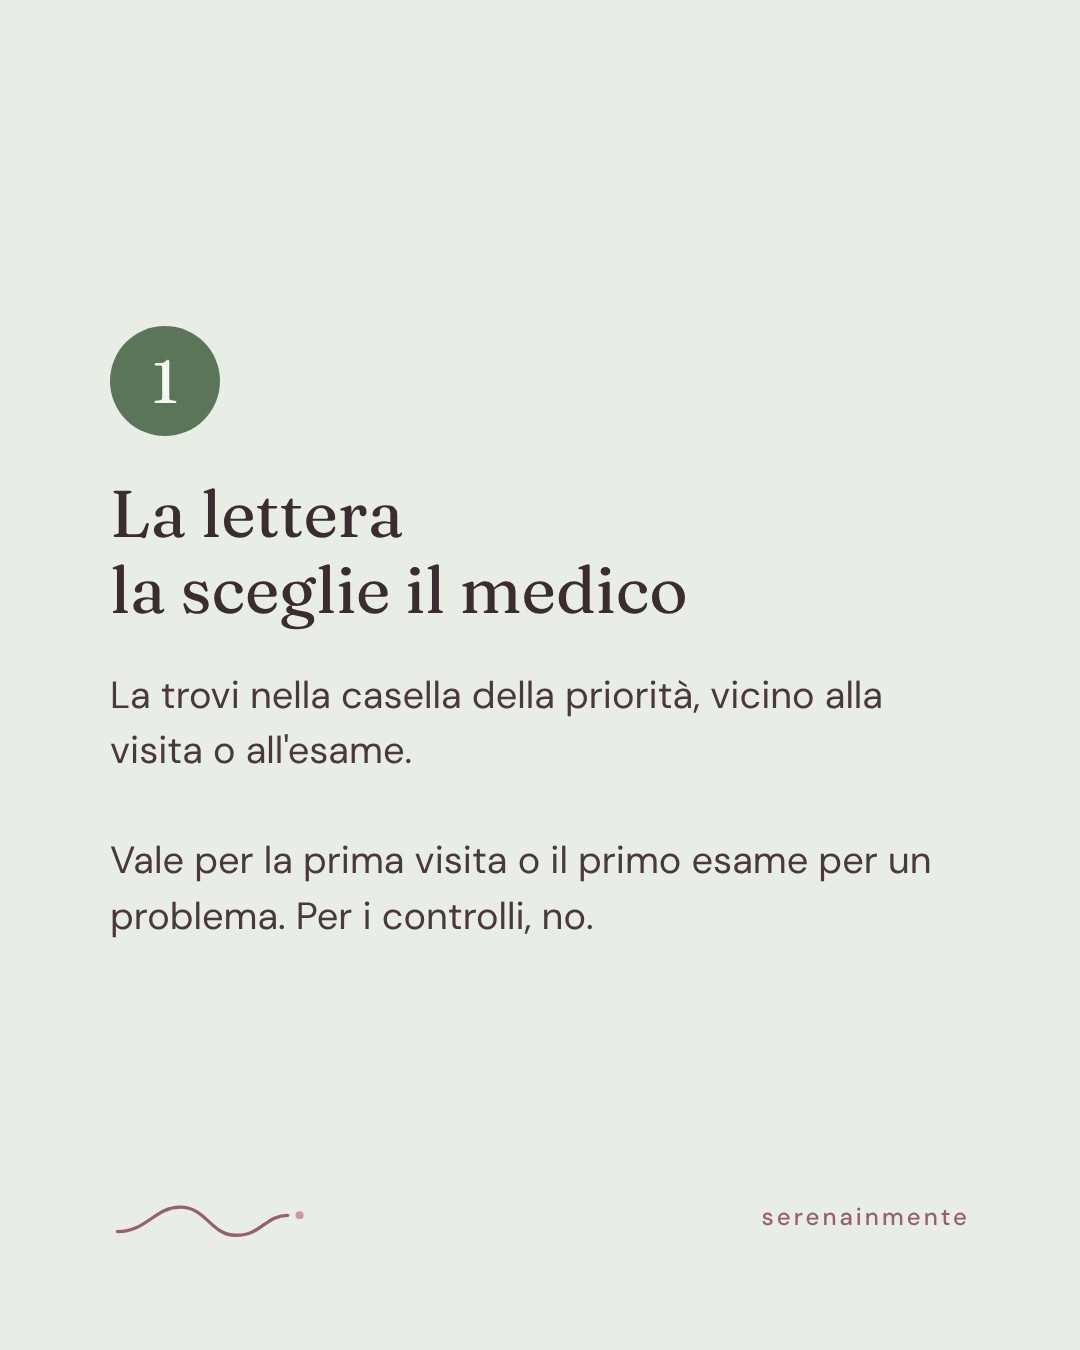 1
La lettera
la sceglie il medico
La trovi nella casella della priorità, vicino alla
visita o all'esame.
Vale per la prima visita o il primo esame per un
problema. Per i controlli, no.
serenainmente